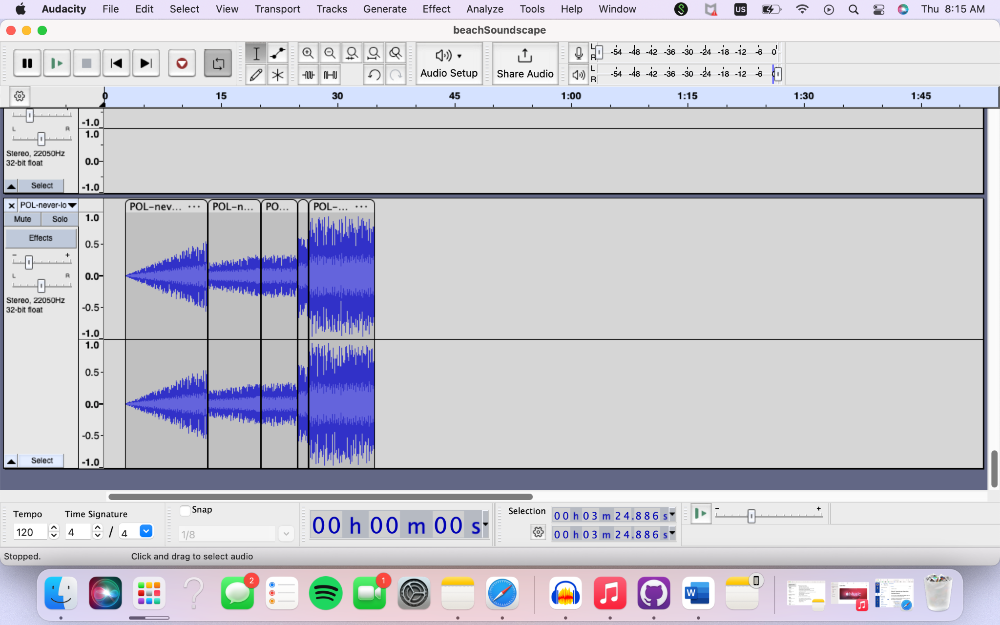 Audacity File Edit Select View Transport Tracks Generate Effect Analyze Tools Help Window US Thu 8:15 AM
beachSoundscape
L R -54 -48 -42 -36 -30 -24 -18 -12 -6 0
Audio Setup Share Audio
L R -54 -48 -42 -36 -30 -24 -18 -12 -6
0 15 30 45 1:00 1:15 1:30 1:45
-1.0
L R 1.0
Stereo, 22050Hz
32-bit float
0.0
Select -1.0
POL-never-lo POL-nev... ... POL-n... PO... POL-... ...
Mute Solo 1.0
Effects 0.5
- +
L R 0.0
Stereo, 22050Hz
32-bit float
-0.5
-1.0
1.0
0.5
0.0
-0.5
Select -1.0
Tempo Time Signature Snap Selection
120 4 / 4 1/8
00 h 00 m 00 s
00 h 03 m 24.886 s
00 h 03 m 24.886 s
- +
Stopped. Click and drag to select audio
2 1 W Music